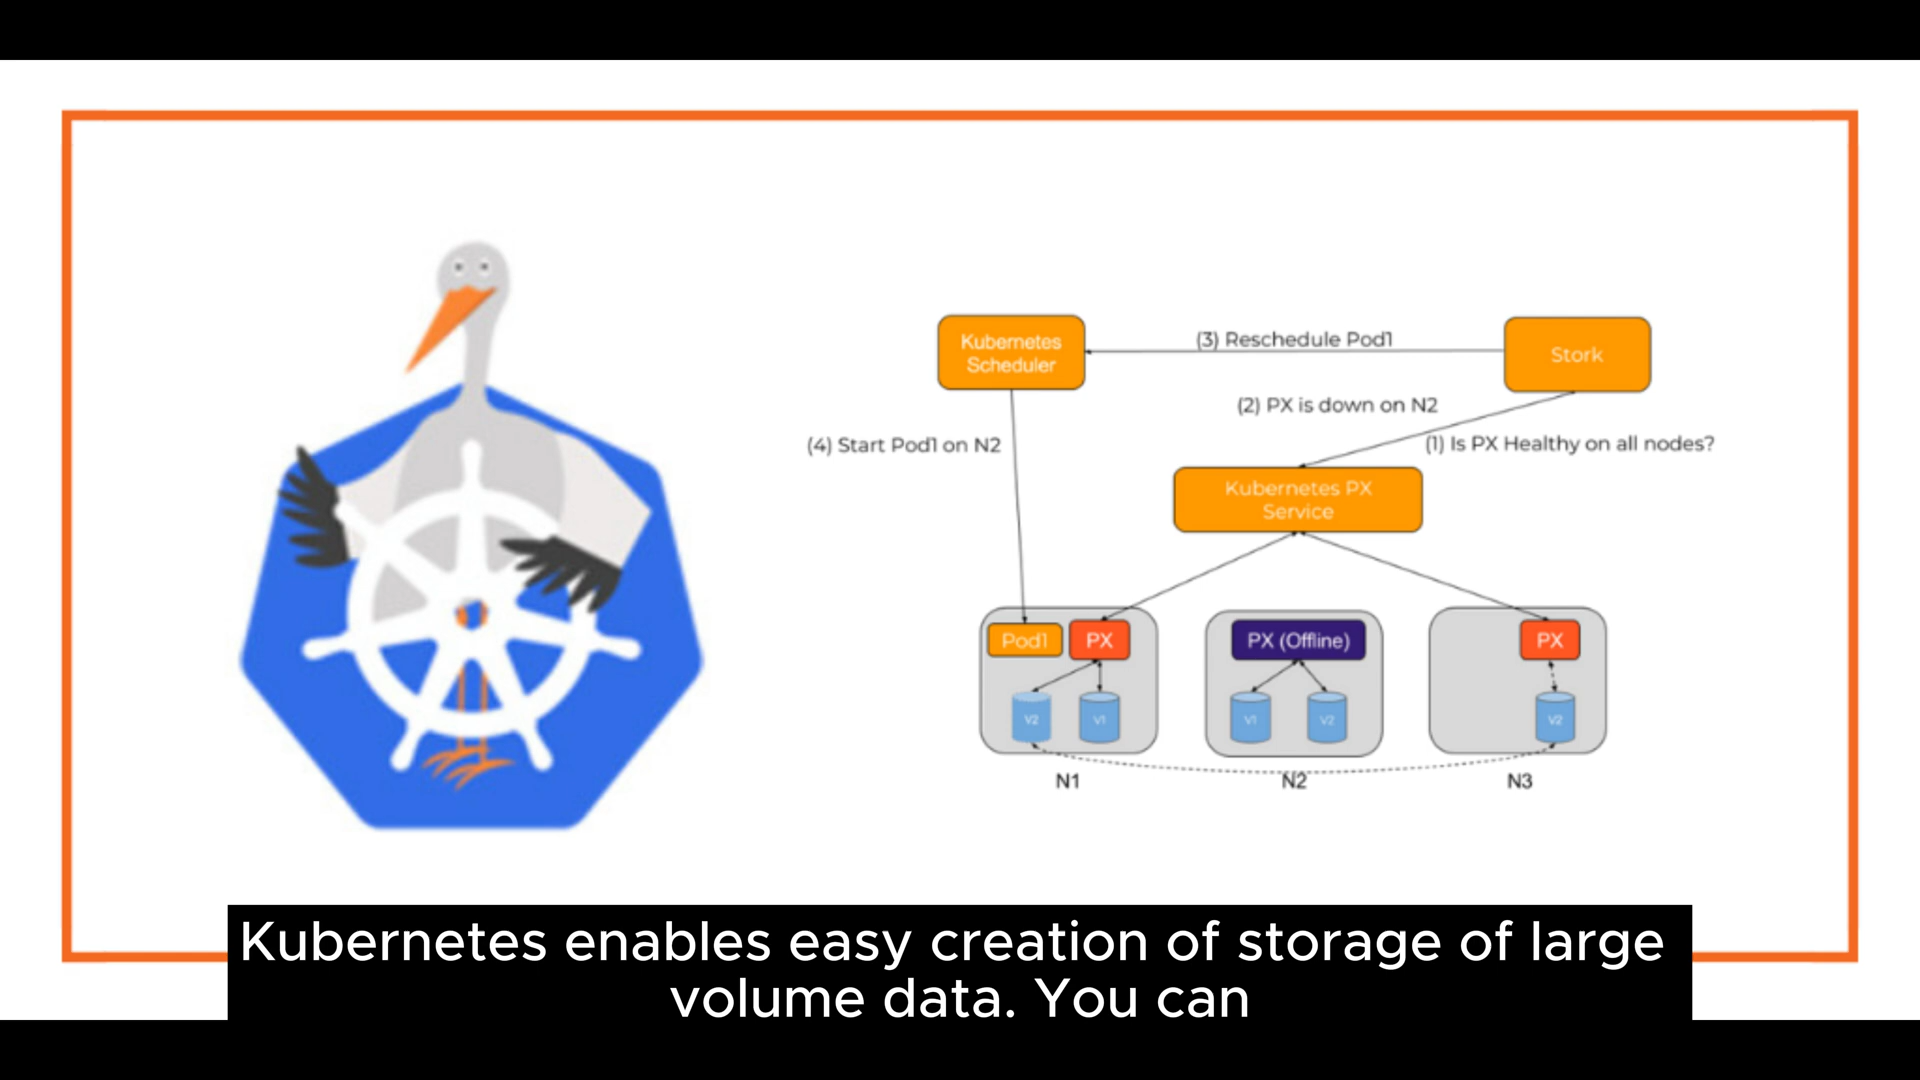 Kubernetes
Scheduler
(3) Reschedule Pod1
Stork
(2) PX is down on N2
(4) Start Pod1 on N2
(1) Is PX Healthy on all nodes?
Kubernetes PX
Service
Pod1
PX
PX (Offline)
PX
V2
V1
V1
V2
V2
N1
N2
N3
Kubernetes enables easy creation of storage of large
volume data. You can